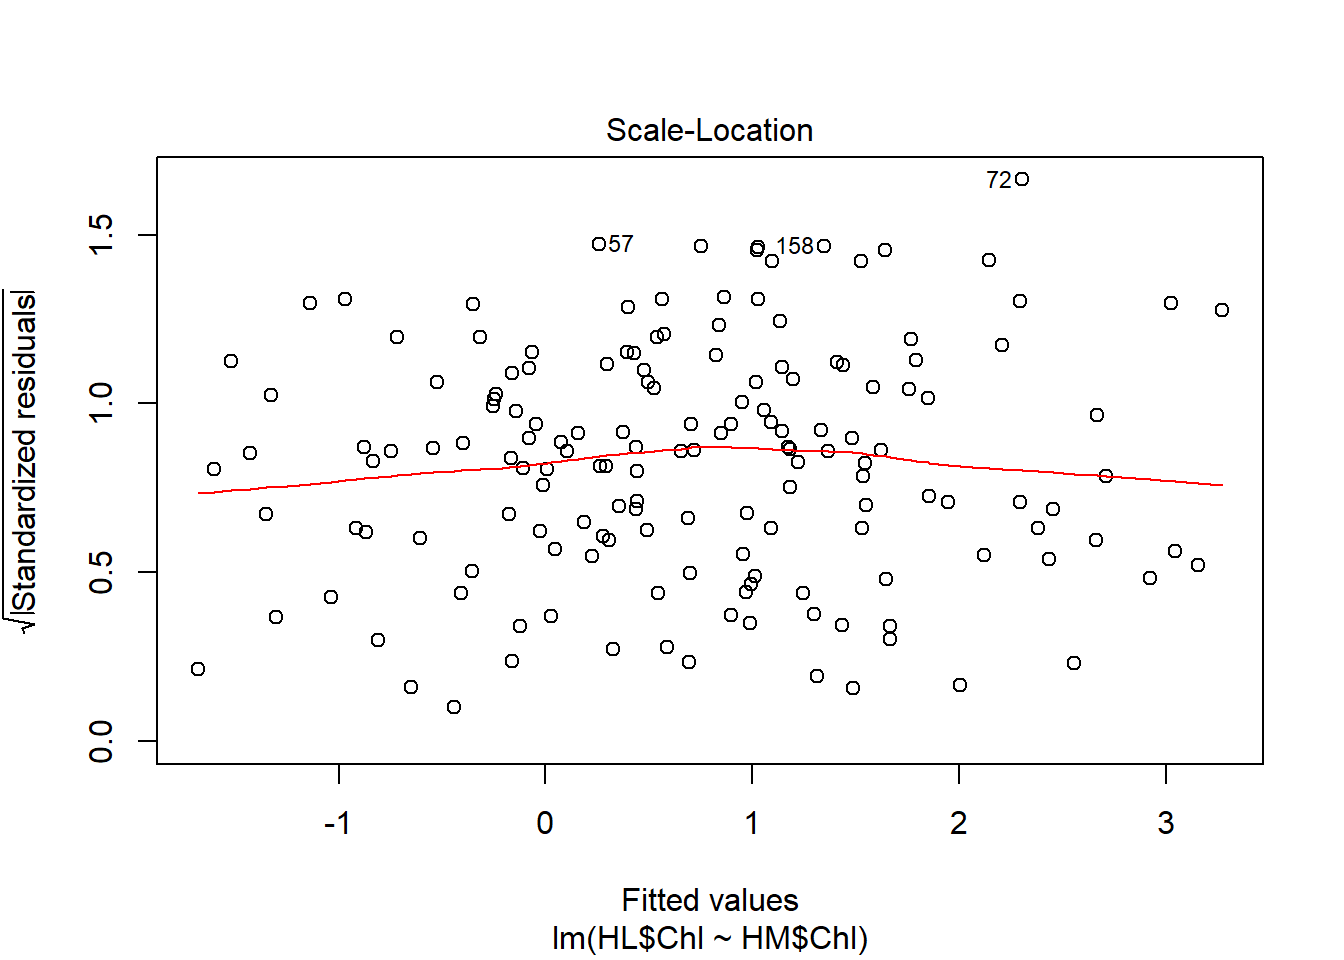 Scale-Location
√|Standardized residuals|
1.5
1.0
0.5
0.0
72
57
158
-1 0 1 2 3
Fitted values
lm(HL$Chl ~ HM$Chl)